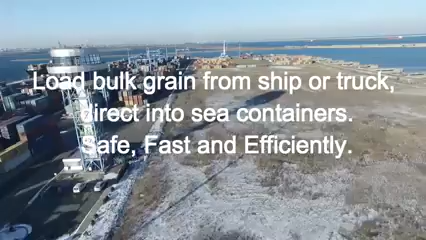 Load bulk grain from ship or truck,
direct into sea containers.
Safe, Fast and Efficiently.